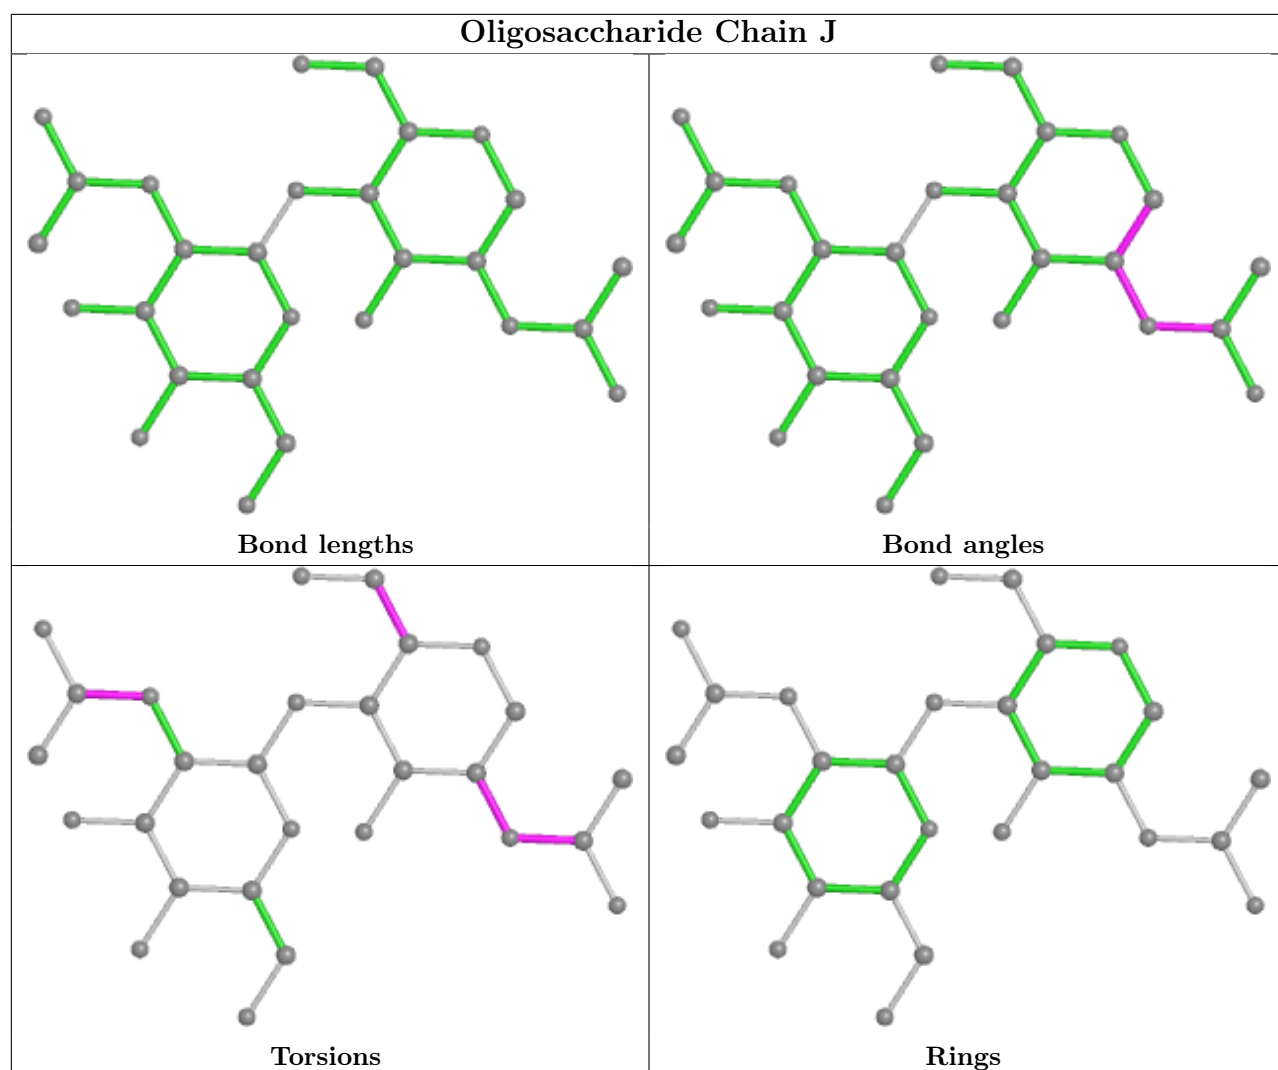 Oligosaccharide Chain J
Bond lengths
Bond angles
Torsions
Rings